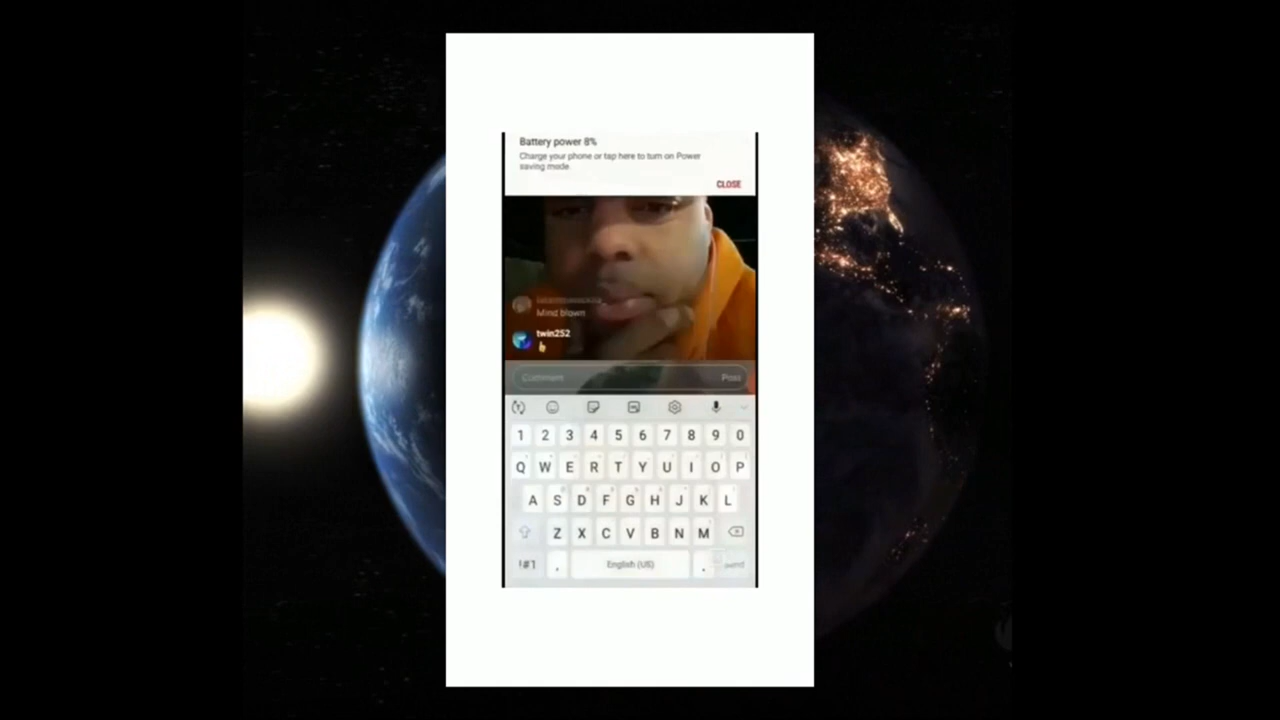 Battery power 8%
Charge your phone or tap here to turn on Power
saving mode.
CLOSE
Mind blown
twin252
Comment
Post
1 2 3 4 5 6 7 8 9 0
Q W E R T Y U I O P
A S D F G H J K L
Z X C V B N M
!#1 , English (US) .